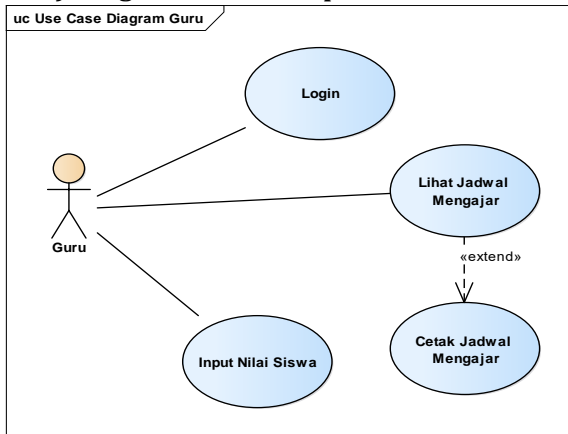 uc Use Case Diagram Guru
Login
Lihat Jadwal
Mengajar
Guru
«extend»
Cetak Jadwal
Mengajar
Input Nilai Siswa